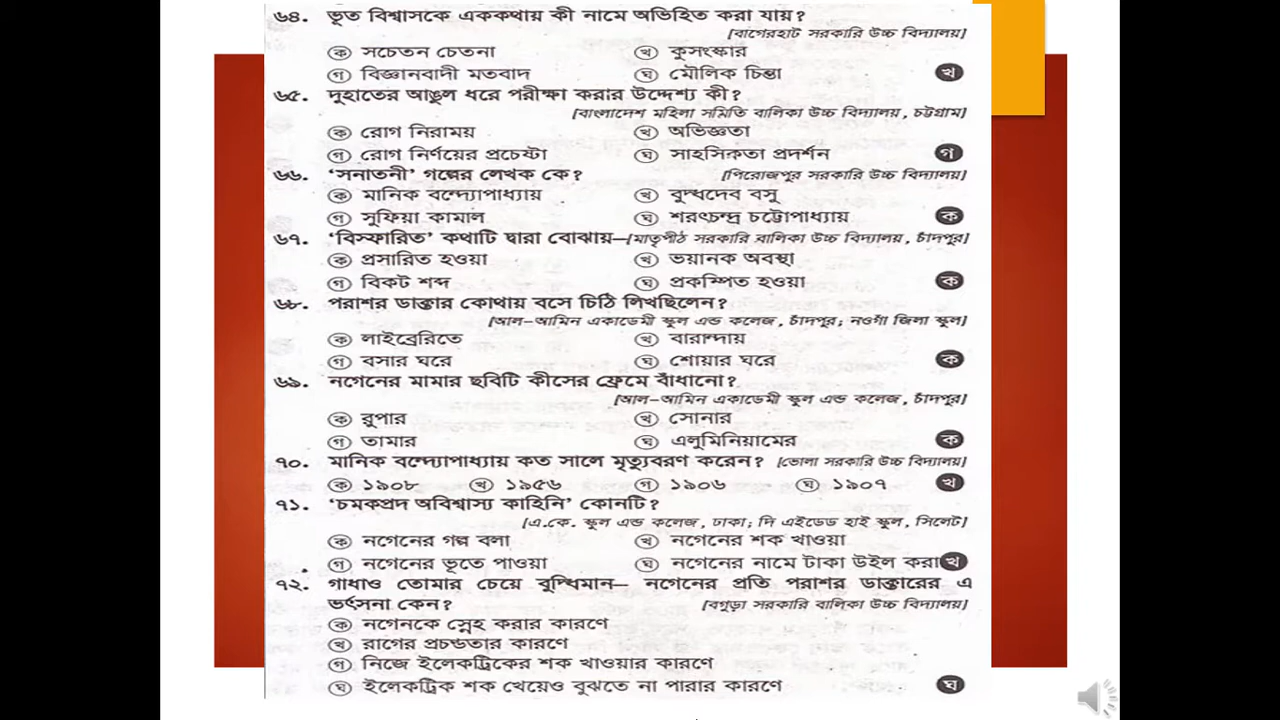 ৬৪. ভূত বিশ্বাসকে এককথায় কী নামে অভিহিত করা যায়?
[বাগেরহাট সরকারি উচ্চ বিদ্যালয়]
ক সচেতন চেতনা খ কুসংস্কার
গ বিজ্ঞানবাদী মতবাদ ঘ মৌলিক চিন্তা খ
৬৫. দুহাতের আঙুল ধরে পরীক্ষা করার উদ্দেশ্য কী?
[বাংলাদেশ মহিলা সমিতি বালিকা উচ্চ বিদ্যালয়, চট্টগ্রাম]
ক রোগ নিরাময় খ অভিজ্ঞতা
গ রোগ নির্ণয়ের প্রচেষ্টা ঘ সাহসিকতা প্রদর্শন গ
৬৬. ‘সনাতনী’ গল্পের লেখক কে? [পিরোজপুর সরকারি উচ্চ বিদ্যালয়]
ক মানিক বন্দ্যোপাধ্যায় খ বুদ্ধদেব বসু
গ সুফিয়া কামাল ঘ শরৎচন্দ্র চট্টোপাধ্যায় ক
৬৭. ‘বিস্ফারিত’ কথাটি দ্বারা বোঝায়—[মাতৃপীঠ সরকারি বালিকা উচ্চ বিদ্যালয়, চাঁদপুর]
ক প্রসারিত হওয়া খ ভয়ানক অবস্থা
গ বিকট শব্দ ঘ প্রকম্পিত হওয়া ক
৬৮. পরাশর ডাক্তার কোথায় বসে চিঠি লিখছিলেন?
[আল-আমিন একাডেমী স্কুল এন্ড কলেজ, চাঁদপুর; নওগাঁ জিলা স্কুল]
ক লাইব্রেরিতে খ বারান্দায়
গ বসার ঘরে ঘ শোয়ার ঘরে ক
৬৯. নগেনের মামার ছবিটি কীসের ফ্রেমে বাঁধানো?
[আল-আমিন একাডেমী স্কুল এন্ড কলেজ, চাঁদপুর]
ক রুপার খ সোনার
গ তামার ঘ এলুমিনিয়ামের ক
৭০. মানিক বন্দ্যোপাধ্যায় কত সালে মৃত্যুবরণ করেন? [ভোলা সরকারি উচ্চ বিদ্যালয়]
ক ১৯০৮ খ ১৯৫৬ গ ১৯০৬ ঘ ১৯০৭ খ
৭১. ‘চমকপ্রদ অবিশ্বাস্য কাহিনি’ কোনটি?
[এ.কে. স্কুল এন্ড কলেজ, ঢাকা; দি এইডেড হাই স্কুল, সিলেট]
ক নগেনের গল্প বলা খ নগেনের শক খাওয়া
গ নগেনের ভূতে পাওয়া ঘ নগেনের নামে টাকা উইল করা খ
৭২. গাধাও তোমার চেয়ে বুদ্ধিমান— নগেনের প্রতি পরাশর ডাক্তারের এ
ভর্ৎসনা কেন? [বগুড়া সরকারি বালিকা উচ্চ বিদ্যালয়]
ক নগেনকে স্নেহ করার কারণে
খ রাগের প্রচন্ডতার কারণে
গ নিজে ইলেকট্রিকের শক খাওয়ার কারণে
ঘ ইলেকট্রিক শক খেয়েও বুঝতে না পারার কারণে ঘ